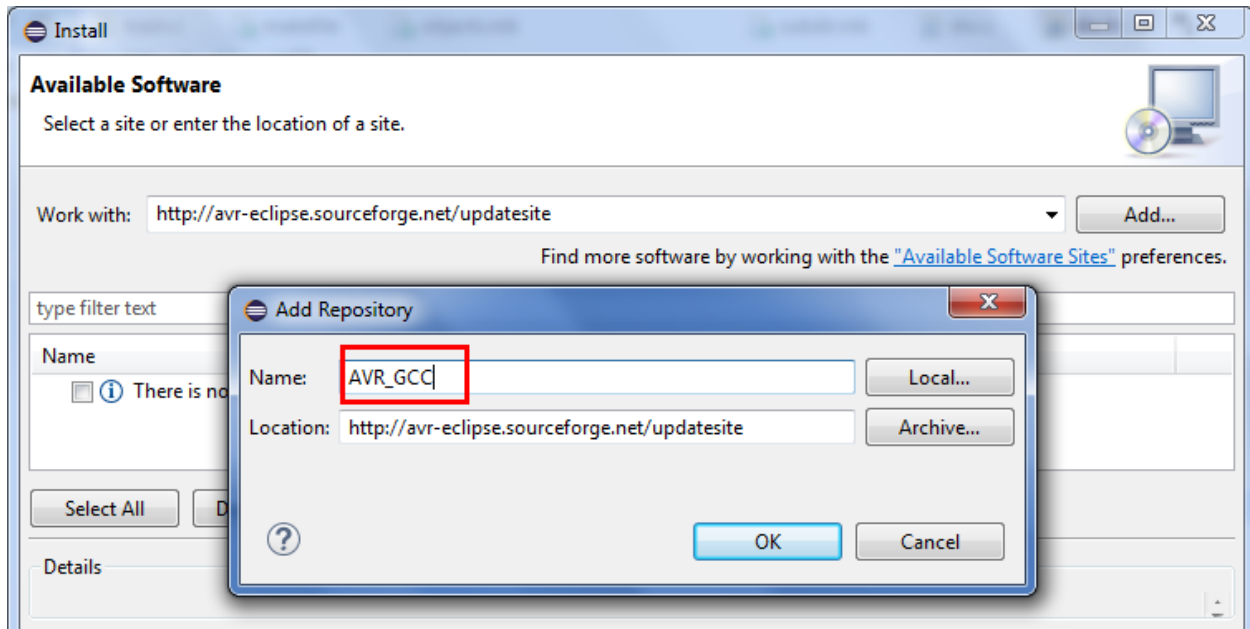 Install
Available Software
Select a site or enter the location of a site.
Work with: http://avr-eclipse.sourceforge.net/updatesite Add...
Find more software by working with the "Available Software Sites" preferences.
type filter text
Name
There is no
Add Repository
Name: AVR_GCC Local...
Location: http://avr-eclipse.sourceforge.net/updatesite Archive...
OK Cancel
Select All D
Details